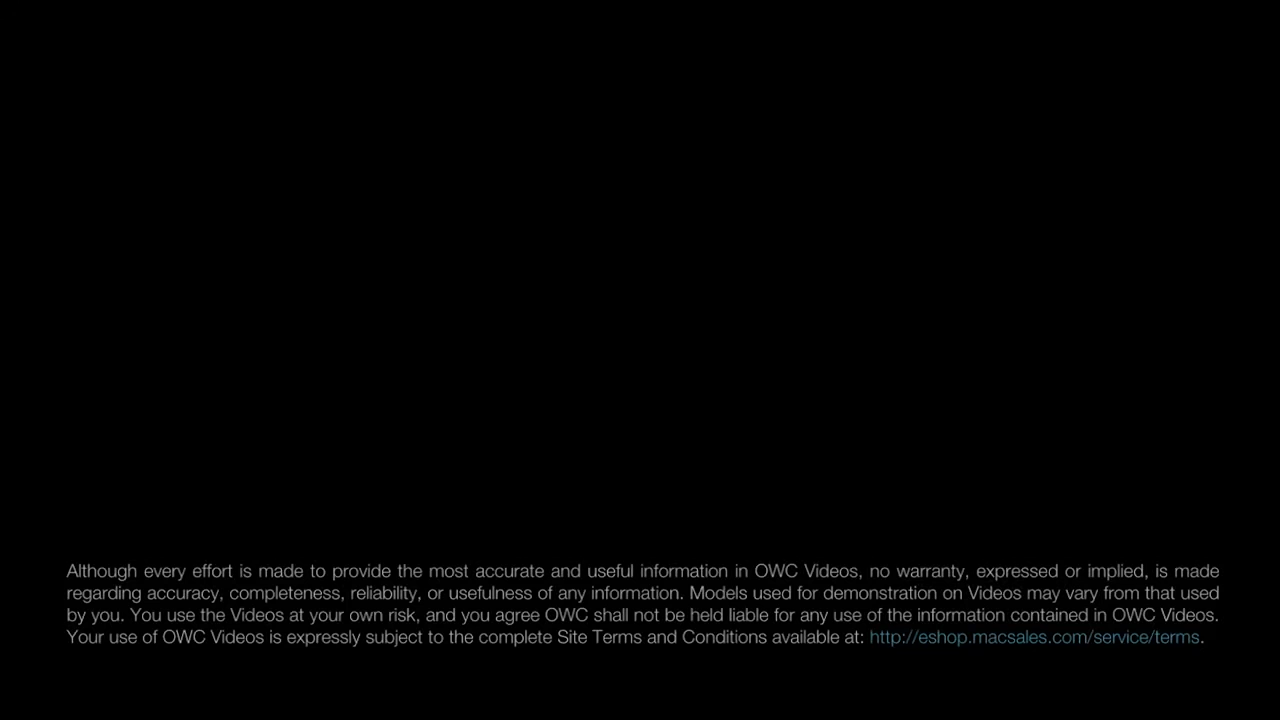 Although every effort is made to provide the most accurate and useful information in OWC Videos, no warranty, expressed or implied, is made
regarding accuracy, completeness, reliability, or usefulness of any information. Models used for demonstration on Videos may vary from that used
by you. You use the Videos at your own risk, and you agree OWC shall not be held liable for any use of the information contained in OWC Videos.
Your use of OWC Videos is expressly subject to the complete Site Terms and Conditions available at: http://eshop.macsales.com/service/terms.